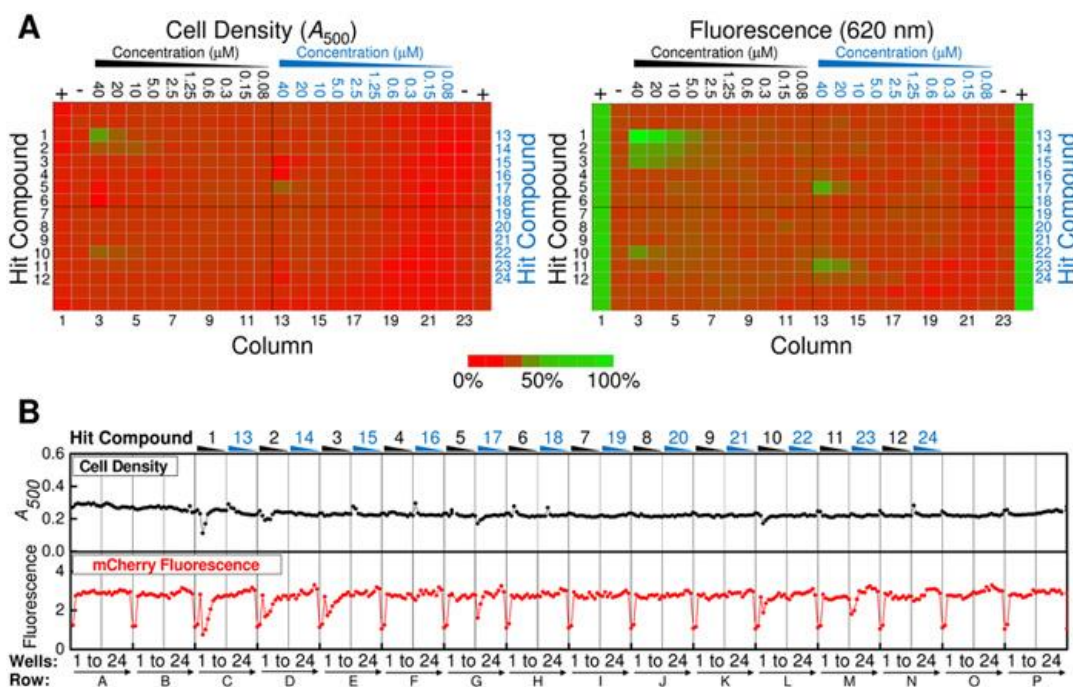 A
Cell Density (A500)
Concentration (μM) Concentration (μM)
+ - 40 20 10 5.0 2.5 1.25 0.6 0.3 0.15 0.08 40 20 10 5.0 2.5 1.25 0.6 0.3 0.15 0.08 - +
Hit Compound
1 2 3 4 5 6 7 8 9 10 11 12
13 14 15 16 17 18 19 20 21 22 23 24
Hit Compound
1 3 5 7 9 11 13 15 17 19 21 23
Column
Fluorescence (620 nm)
Concentration (μM) Concentration (μM)
+ - 40 20 10 5.0 2.5 1.25 0.6 0.3 0.15 0.08 40 20 10 5.0 2.5 1.25 0.6 0.3 0.15 0.08 - +
Hit Compound
1 2 3 4 5 6 7 8 9 10 11 12
13 14 15 16 17 18 19 20 21 22 23 24
Hit Compound
1 3 5 7 9 11 13 15 17 19 21 23
Column
0% 50% 100%
B
Hit Compound 1 13 2 14 3 15 4 16 5 17 6 18 7 19 8 20 9 21 10 22 11 23 12 24
Cell Density
A500
0.6
0.4
0.2
0.0
mCherry Fluorescence
Fluorescence
4
2
0
Wells: 1 to 24 1 to 24 1 to 24 1 to 24 1 to 24 1 to 24 1 to 24 1 to 24 1 to 24 1 to 24 1 to 24 1 to 24 1 to 24 1 to 24 1 to 24 1 to 24
Row: A B C D E F G H I J K L M N O P